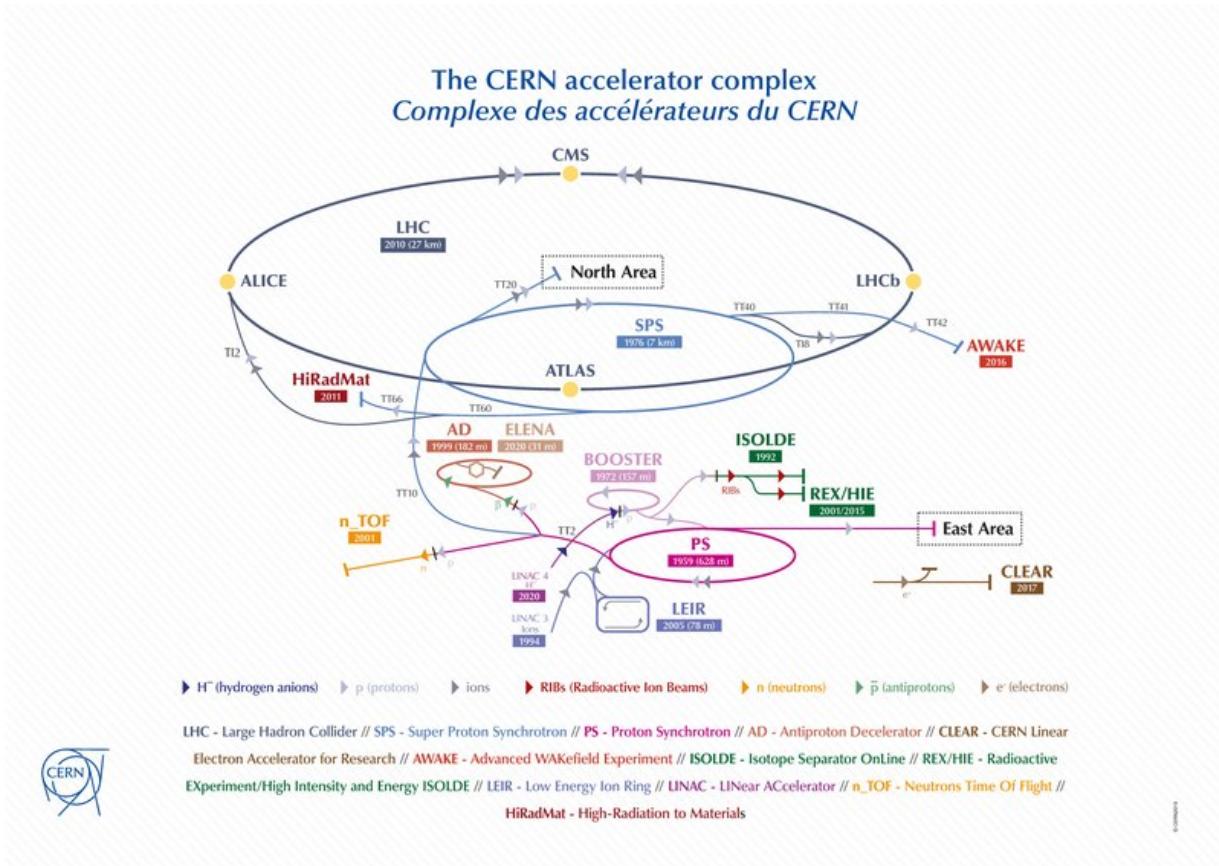 The CERN accelerator complex
Complexe des accélérateurs du CERN
CMS
LHC
2010 (27 km)
North Area
ALICE
LHCb
TT20
TT40
TT41
SPS
1976 (7 km)
TT42
TI8
TI2
AWAKE
2016
ATLAS
HiRadMat
2011
TT66
TT60
AD
1999 (182 m)
ELENA
2020 (31 m)
ISOLDE
1992
BOOSTER
1972 (157 m)
RIBs
REX/HIE
2001/2015
TT10
p̄
p
H⁻
p
n_TOF
2001
TT2
East Area
PS
1959 (628 m)
n
p
LINAC 4
H⁻
2020
CLEAR
2017
e⁻
LEIR
2005 (78 m)
LINAC 3
Ions
1994
H⁻ (hydrogen anions)
p (protons)
ions
RIBs (Radioactive Ion Beams)
n (neutrons)
p̄ (antiprotons)
e⁻ (electrons)
LHC - Large Hadron Collider // SPS - Super Proton Synchrotron // PS - Proton Synchrotron // AD - Antiproton Decelerator // CLEAR - CERN Linear
Electron Accelerator for Research // AWAKE - Advanced WAKefield Experiment // ISOLDE - Isotope Separator OnLine // REX/HIE - Radioactive
EXperiment/High Intensity and Energy ISOLDE // LEIR - Low Energy Ion Ring // LINAC - LINear ACcelerator // n_TOF - Neutrons Time Of Flight //
HiRadMat - High-Radiation to Materials
CERN